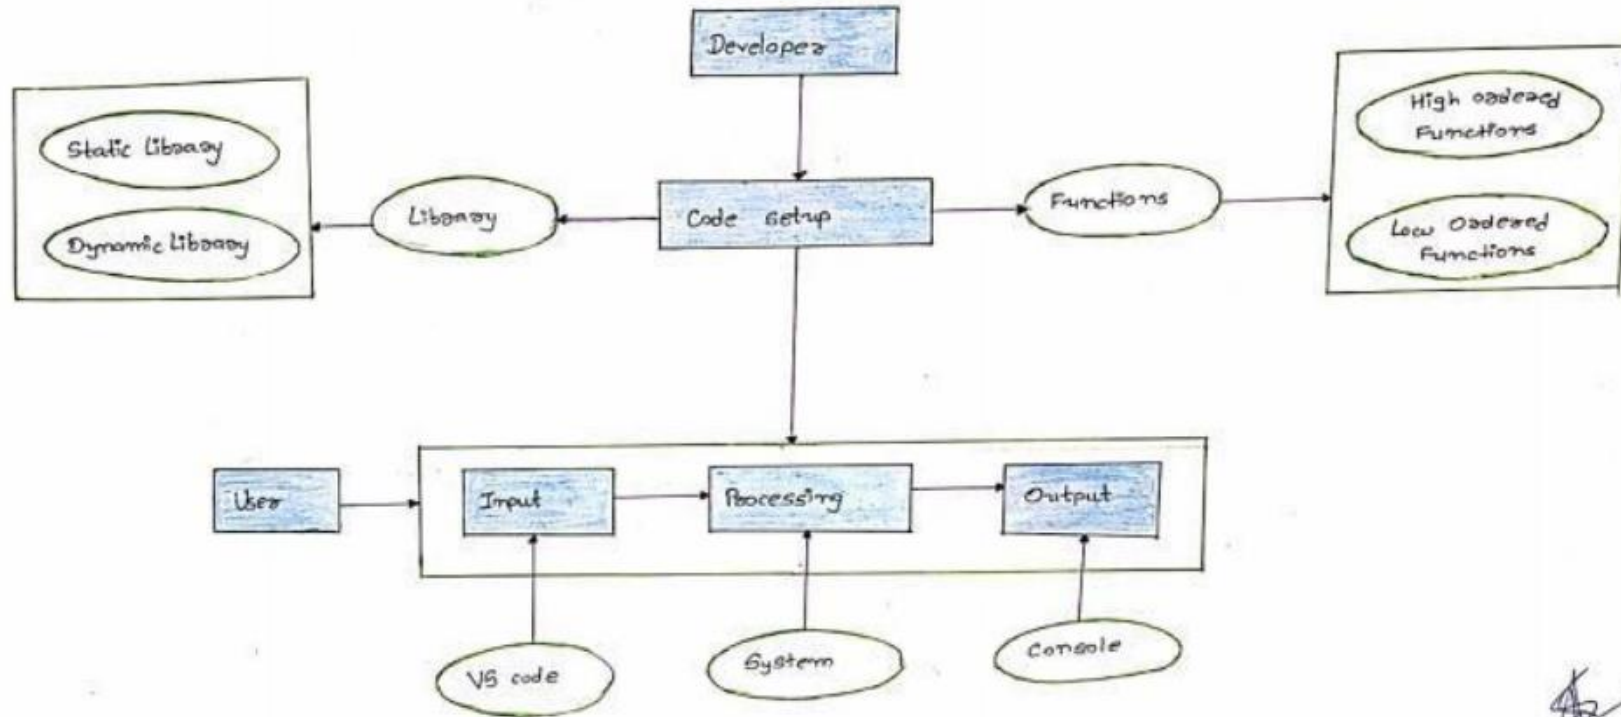 Developer
High ordered
Functions
Static Library
Functions
Library
Code setup
Low Ordered
Functions
Dynamic Library
User
Input
Processing
Output
VS code
System
Console